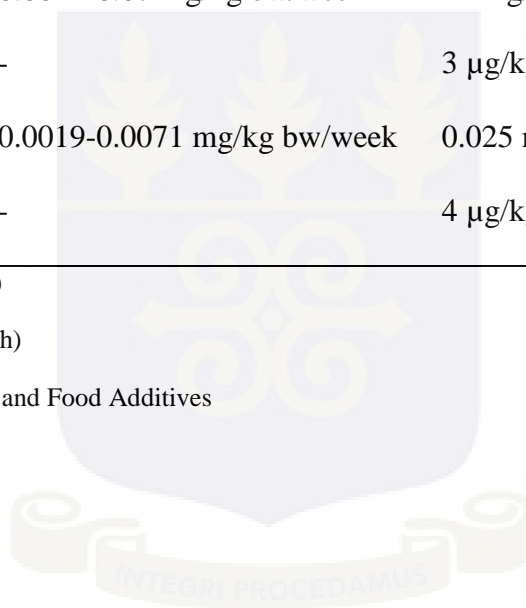 -
3 µg/k
0.0019-0.0071 mg/kg bw/week 0.025
-
4 µg/k
)
h)
and Food Additives
INTEGRI PROCEDAMUS